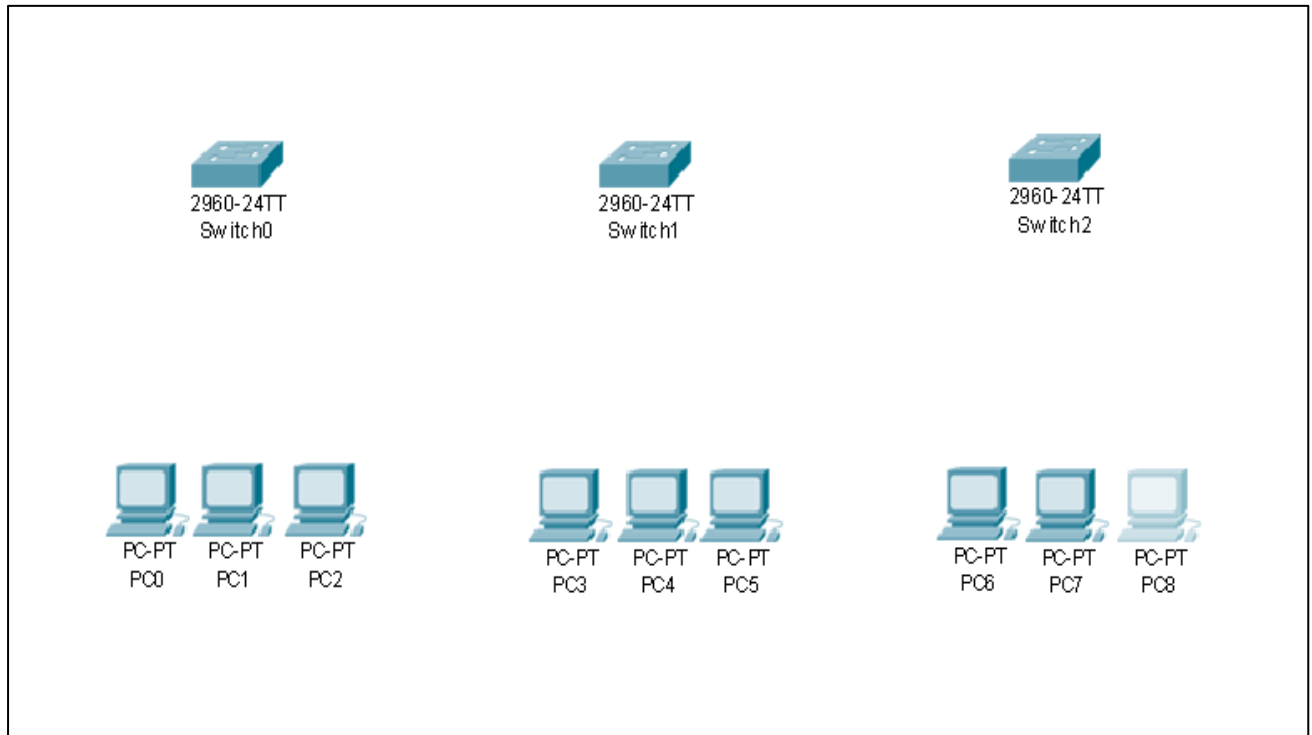 2960-24TT
Switch0
2960-24TT
Switch1
2960-24TT
Switch2
PC-PT
PC0
PC-PT
PC1
PC-PT
PC2
PC-PT
PC3
PC-PT
PC4
PC-PT
PC5
PC-PT
PC6
PC-PT
PC7
PC-PT
PC8